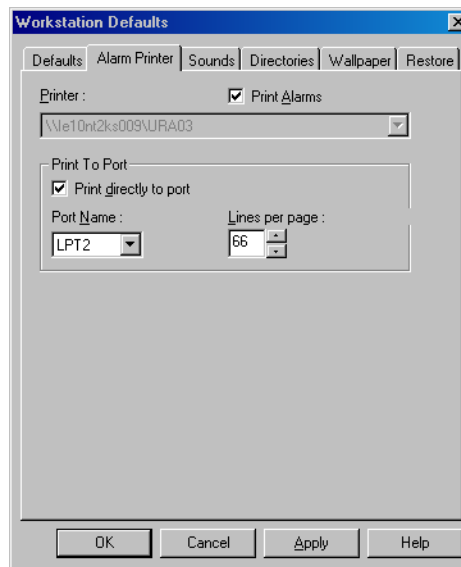 Workstation Defaults
Defaults Alarm Printer Sounds Directories Wallpaper Restore
Printer : Print Alarms
\\Ie10nt2ks009\URA03
Print To Port
Print directly to port
Port Name : Lines per page :
LPT2 66
OK Cancel Apply Help